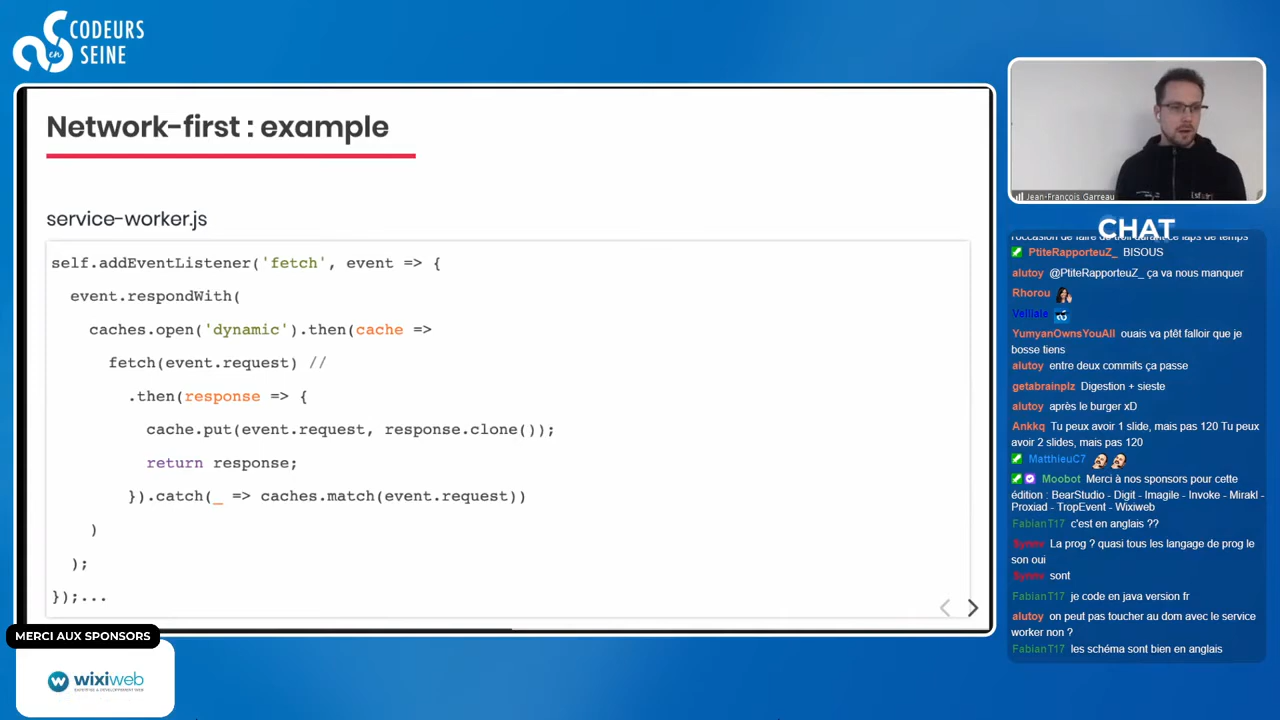 CODEURS
en
SEINE
Network-first : example
service-worker.js
self.addEventListener('fetch', event => {
event.respondWith(
caches.open('dynamic').then(cache =>
fetch(event.request) //
.then(response => {
cache.put(event.request, response.clone());
return response;
}).catch(_ => caches.match(event.request))
)
);
});...
MERCI AUX SPONSORS
wixiweb
Jean-François Garreau
CHAT
PtiteRapporteuZ_ BISOUS
alutoy @PtiteRapporteuZ_ ça va nous manquer
Rhorou
YumyanOwnsYouAll ouais va ptêt falloir que je
bosse tiens
alutoy entre deux commits ça passe
getabrainplz Digestion + sieste
alutoy après le burger xD
Ankkq Tu peux avoir 1 slide, mais pas 120 Tu peux
avoir 2 slides, mais pas 120
MatthieuC7
Moobot Merci à nos sponsors pour cette
édition : BearStudio - Digit - Imagile - Invoke - Mirakl -
Proxiad - TropEvent - Wixiweb
FabianT17 c'est en anglais ??
La prog ? quasi tous les langage de prog le
son oui
sont
FabianT17 je code en java version fr
alutoy on peut pas toucher au dom avec le service
worker non ?
FabianT17 les schéma sont bien en anglais